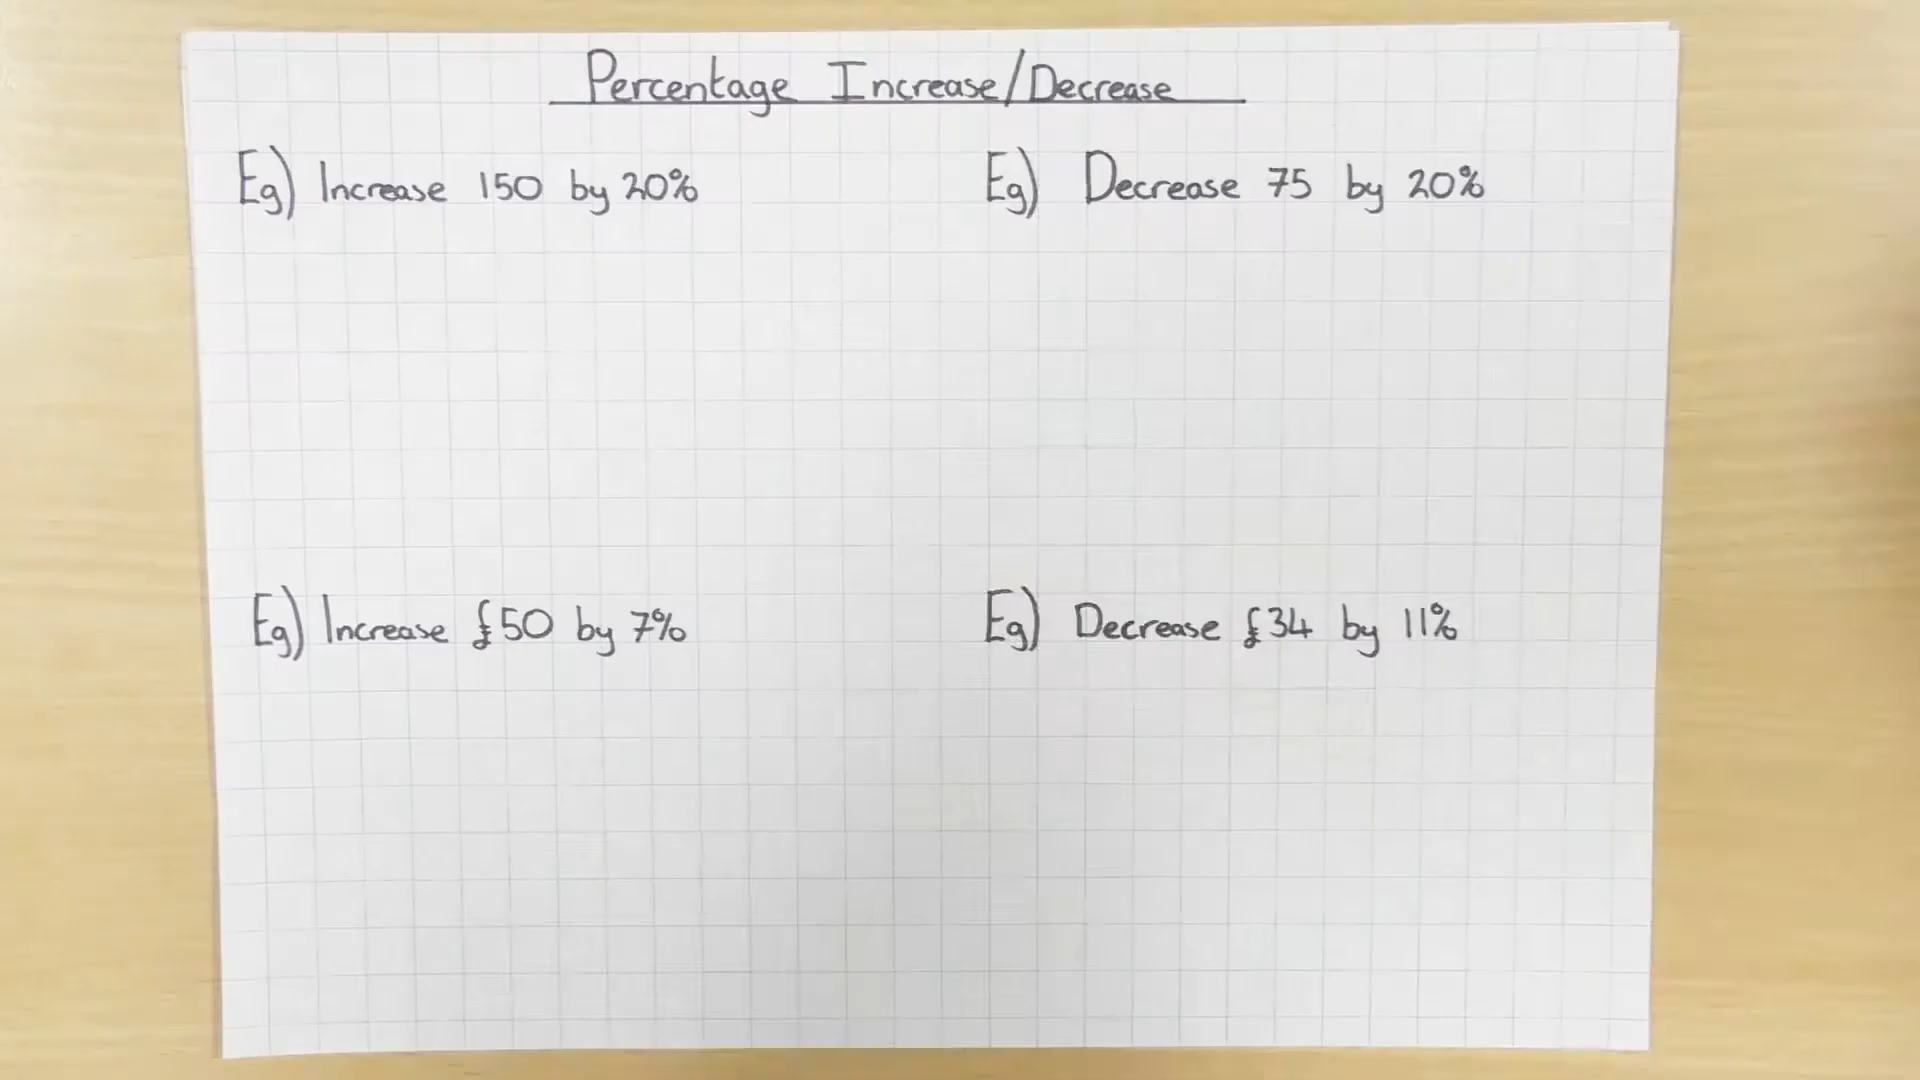 Percentage Increase/Decrease
Eg) Increase 150 by 20%
Eg) Decrease 75 by 20%
Eg) Increase £50 by 7%
Eg) Decrease £34 by 11%